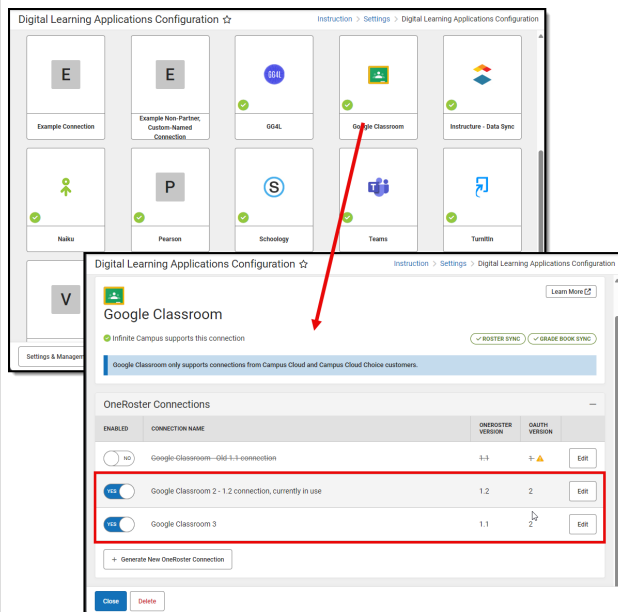 Digital Learning Applications Configuration ☆
Instruction > Settings > Digital Learning Applications Configuration
E
E
GG4L
Example Connection
Example Non-Partner,
Custom-Named
Connection
GG4L
Google Classroom
Instructure - Data Sync
P
S
Naiku
Pearson
Schoology
Teams
TurnItIn
V
Settings & Managem
Digital Learning Applications Configuration ☆
Instruction > Settings > Digital Learning Applications Configuration
Learn More
Google Classroom
Infinite Campus supports this connection
ROSTER SYNC
GRADE BOOK SYNC
Google Classroom only supports connections from Campus Cloud and Campus Cloud Choice customers.
OneRoster Connections
ENABLED CONNECTION NAME ONEROSTER VERSION OAUTH VERSION
NO Google Classroom - Old 1.1 connection 1.1 1 Edit
YES Google Classroom 2 - 1.2 connection, currently in use 1.2 2 Edit
YES Google Classroom 3 1.1 2 Edit
+ Generate New OneRoster Connection
Close Delete